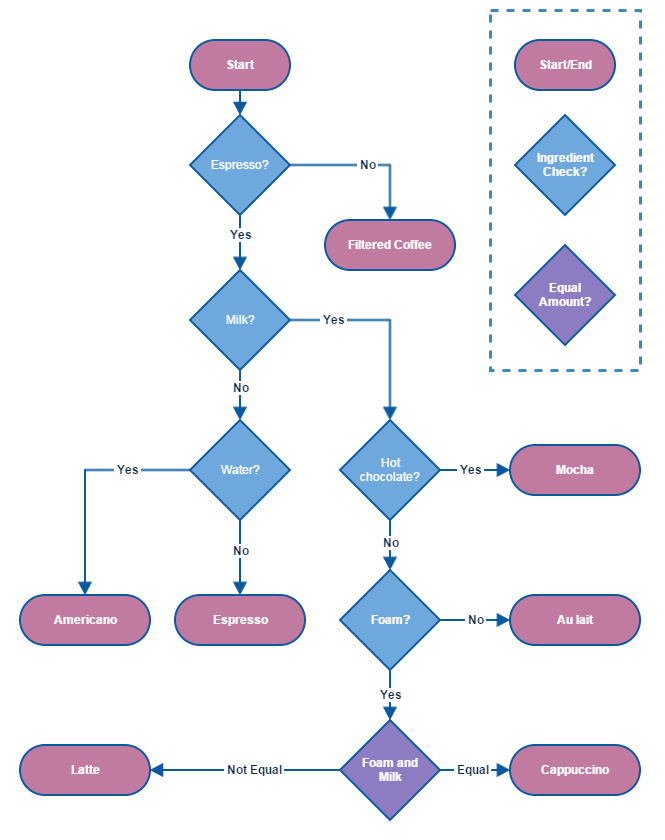 Start
Start/End
Espresso?
No
Ingredient
Check?
Yes
Filtered Coffee
Milk?
Yes
Equal
Amount?
No
Yes
Water?
Hot
chocolate?
Yes
Mocha
No
No
Americano
Espresso
Foam?
No
Au lait
Yes
Latte
Not Equal
Foam and
Milk
Equal
Cappuccino